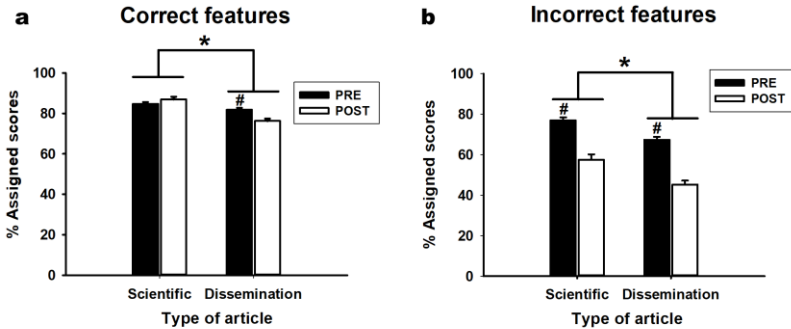 a
Correct features
*
100
80
60
40
20
0
% Assigned scores
#
PRE
POST
Scientific Dissemination
Type of article
b
Incorrect features
*
100
80
60
40
20
0
% Assigned scores
#
#
PRE
POST
Scientific Dissemination
Type of article